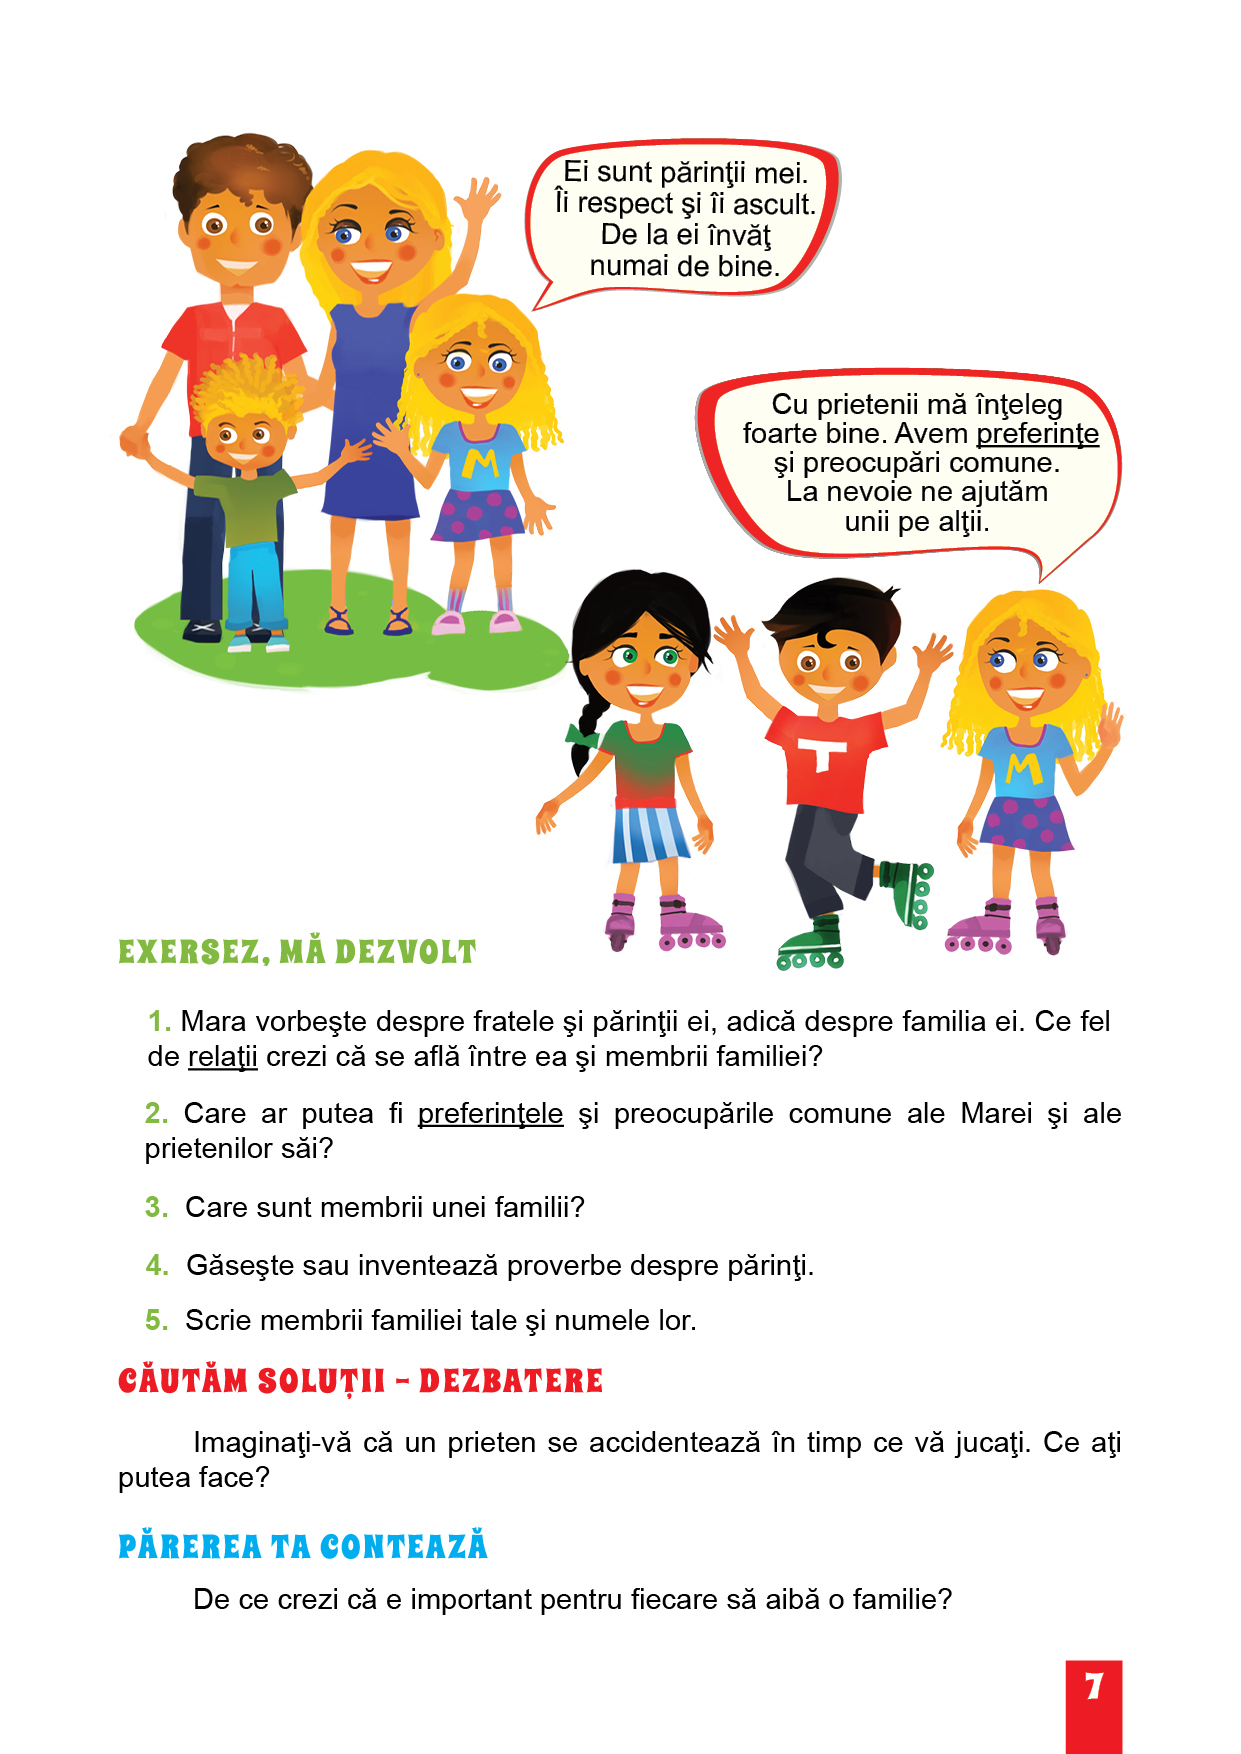 Ei sunt părinţii mei.
Îi respect şi îi ascult.
De la ei învăţ
numai de bine.
Cu prietenii mă înţeleg
foarte bine. Avem preferinţe
şi preocupări comune.
La nevoie ne ajutăm
unii pe alţii.
M
T
M
EXERSEZ, MĂ DEZVOLT
1. Mara vorbeşte despre fratele şi părinţii ei, adică despre familia ei. Ce fel
de relaţii crezi că se află între ea şi membrii familiei?
2. Care ar putea fi preferinţele şi preocupările comune ale Marei şi ale
prietenilor săi?
3. Care sunt membrii unei familii?
4. Găseşte sau inventează proverbe despre părinţi.
5. Scrie membrii familiei tale şi numele lor.
CĂUTĂM SOLUȚII – DEZBATERE
Imaginaţi-vă că un prieten se accidentează în timp ce vă jucaţi. Ce aţi
putea face?
PĂREREA TA CONTEAZĂ
De ce crezi că e important pentru fiecare să aibă o familie?
7